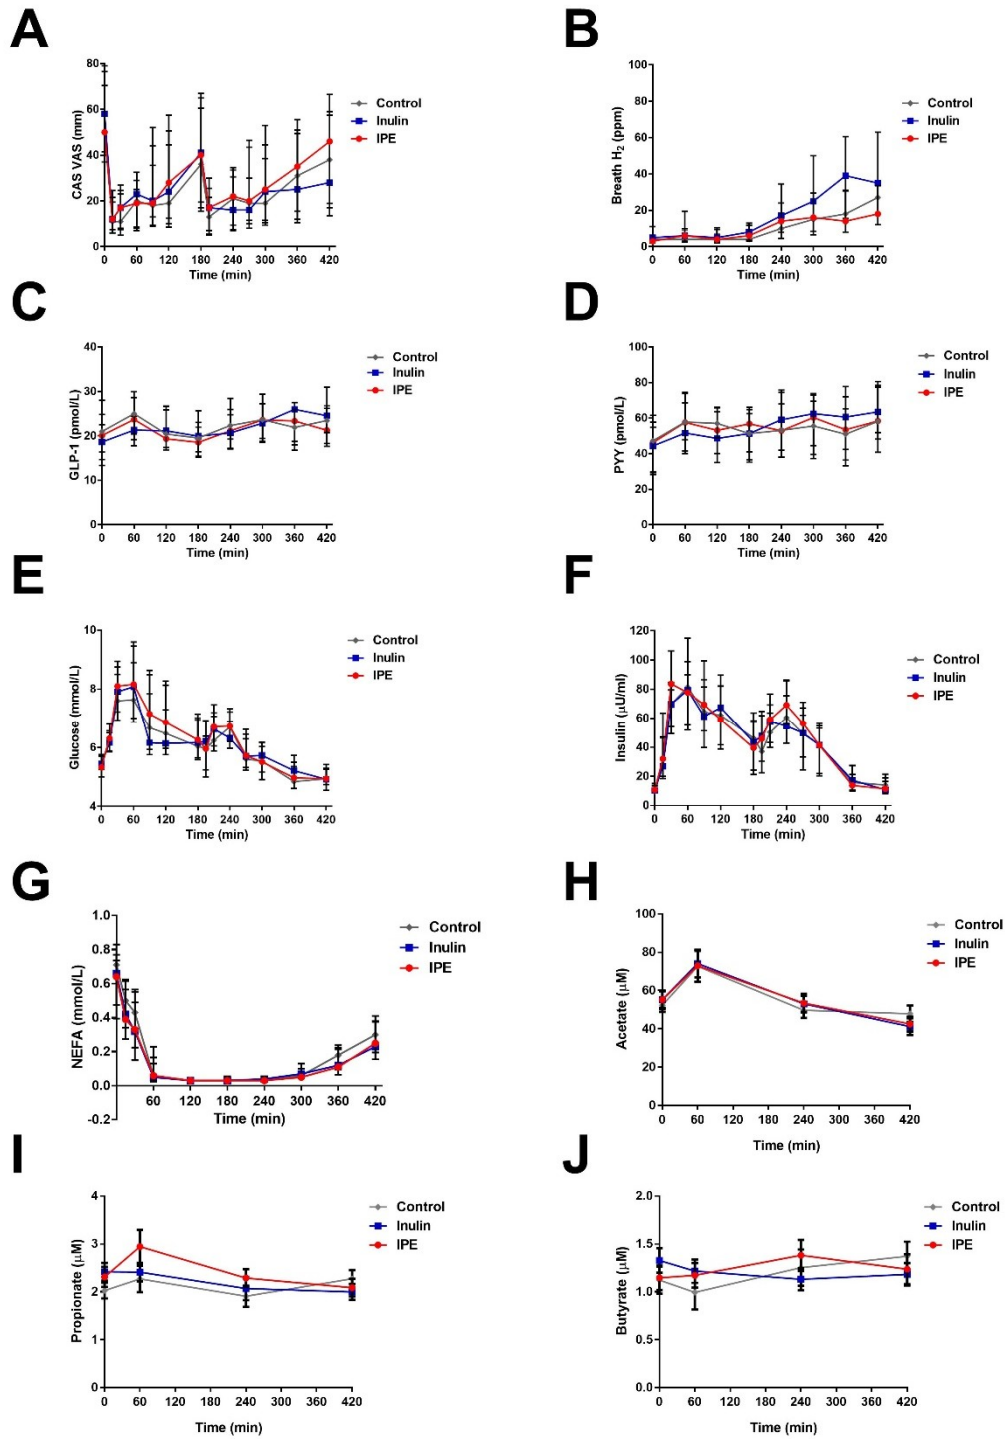 A
CAS VAS (mm)
80
60
40
20
0
0 60 120 180 240 300 360 420
Time (min)
Control
Inulin
IPE
B
Breath H2 (ppm)
100
80
60
40
20
0
0 60 120 180 240 300 360 420
Time (min)
Control
Inulin
IPE
C
GLP-1 (pmol/L)
40
30
20
10
0
0 60 120 180 240 300 360 420
Time (min)
Control
Inulin
IPE
D
PYY (pmol/L)
100
80
60
40
20
0
0 60 120 180 240 300 360 420
Time (min)
Control
Inulin
IPE
E
Glucose (mmol/L)
10
8
6
4
0 60 120 180 240 300 360 420
Time (min)
Control
Inulin
IPE
F
Insulin (μU/ml)
120
100
80
60
40
20
0
0 60 120 180 240 300 360 420
Time (min)
Control
Inulin
IPE
G
NEFA (mmol/L)
1.0
0.8
0.6
0.4
0.2
0.0
-0.2
60 120 180 240 300 360 420
Time (min)
Control
Inulin
IPE
H
Acetate (μM)
100
80
60
40
20
0
0 60 120 180 240 300 360 420
Time (min)
Control
Inulin
IPE
I
Propionate (μM)
4
3
2
1
0
0 60 120 180 240 300 360 420
Time (min)
Control
Inulin
IPE
J
Butyrate (μM)
2.0
1.5
1.0
0.5
0.0
0 60 120 180 240 300 360 420
Time (min)
Control
Inulin
IPE